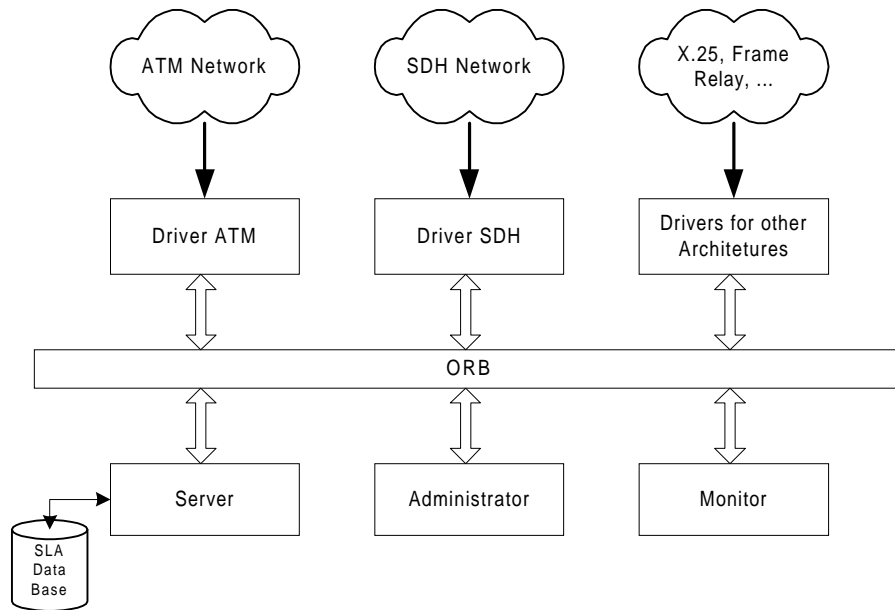 ATM Network
SDH Network
X.25, Frame
Relay, ...
Driver ATM
Driver SDH
Drivers for other
Architetures
ORB
Server
Administrator
Monitor
SLA
Data
Base